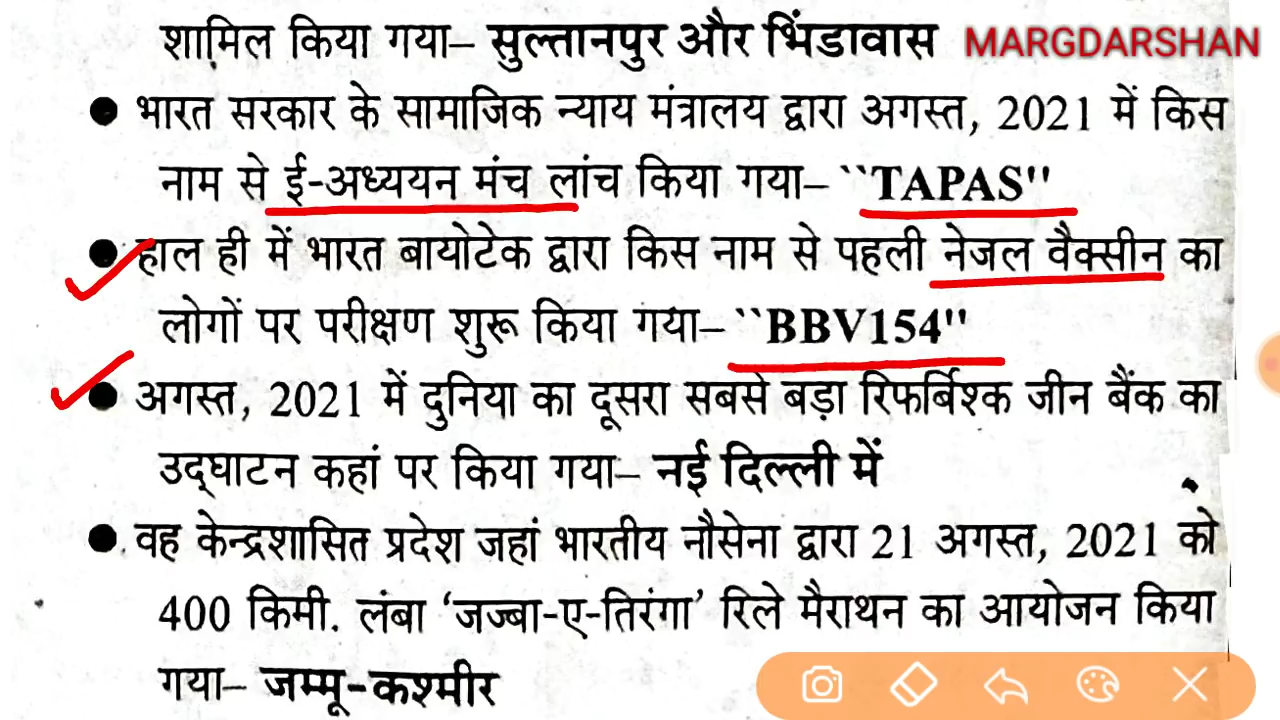 शामिल किया गया– सुल्तानपुर और भिंडावास MARGDARSHAN
● भारत सरकार के सामाजिक न्याय मंत्रालय द्वारा अगस्त, 2021 में किस
नाम से ई-अध्ययन मंच लांच किया गया– ``TAPAS''
● हाल ही में भारत बायोटेक द्वारा किस नाम से पहली नेजल वैक्सीन का
लोगों पर परीक्षण शुरू किया गया– ``BBV154''
● अगस्त, 2021 में दुनिया का दूसरा सबसे बड़ा रिफर्बिश्क जीन बैंक का
उद्घाटन कहां पर किया गया– नई दिल्ली में
● वह केन्द्रशासित प्रदेश जहां भारतीय नौसेना द्वारा 21 अगस्त, 2021 को
400 किमी. लंबा ‘जज्बा-ए-तिरंगा’ रिले मैराथन का आयोजन किया
गया– जम्मू-कश्मीर